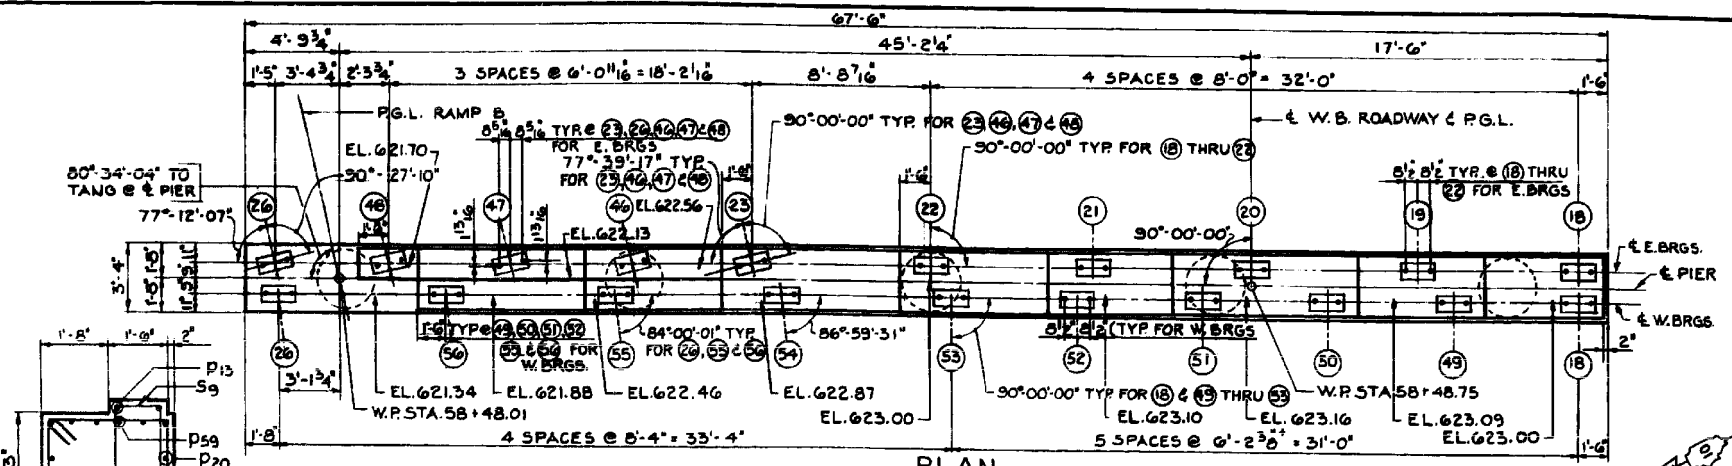 67'-6"
4'-9¾" 45'-2¼" 17'-6"
1'-5" 3'-4¾" 2'-3¾" 3 SPACES @ 6'-0 11/16" = 18'-2 1/16" 8'-8 7/16" 4 SPACES @ 8'-0" = 32'-0" 1'-6"
P.G.L. RAMP B
8 5/16" 8 5/16" TYP. @ 23, 26, 46, 47 & 48
FOR E. BRGS
90°-00'-00" TYP. FOR 23, 46, 47 & 48
℄ W.B. ROADWAY & P.G.L.
EL. 621.70
77°-39'-17" TYP.
FOR 23, 46, 47 & 48
90°-00'-00" TYP. FOR 18 THRU 22
80°-34'-04" TO
TANG @ ℄ PIER
90°-27'-10"
1'-6"
8½" 8½" TYP. @ 18 THRU
22 FOR E. BRGS
77°-12'-07"
26 48 47 46 EL. 622.56 23 22 21 20 19 18
1 13/16" 1 13/16" EL. 622.13 90°-00'-00"
3'-4" 1'-8" 1'-8" 9" 11"
℄ E. BRGS.
℄ PIER
℄ W. BRGS.
1'-6" TYP @ 49, 50, 51, 52
55 & 56 FOR
W. BRGS.
84°-00'-01" TYP.
FOR 26, 55 & 56
86°-59'-31"
8½" 8½" (TYP. FOR W. BRGS
2"
26 56 55 54 53 52 51 50 49 18
3'-1¾"
EL. 621.34 EL. 621.88 EL. 622.46 EL. 622.87
90°-00'-00" TYP. FOR 18 & 49 THRU 53
W.P. STA. 58+48.75
W.P. STA. 58+48.01
EL. 623.00 EL. 623.10 EL. 623.16 EL. 623.09 EL. 623.00
1'-8" 4 SPACES @ 8'-4" = 33'-4" 5 SPACES @ 6'-2 3/8"± = 31'-0" 1'-6"
PLAN
1'-8" 1'-6" 2"
P13
S9
P59
P20